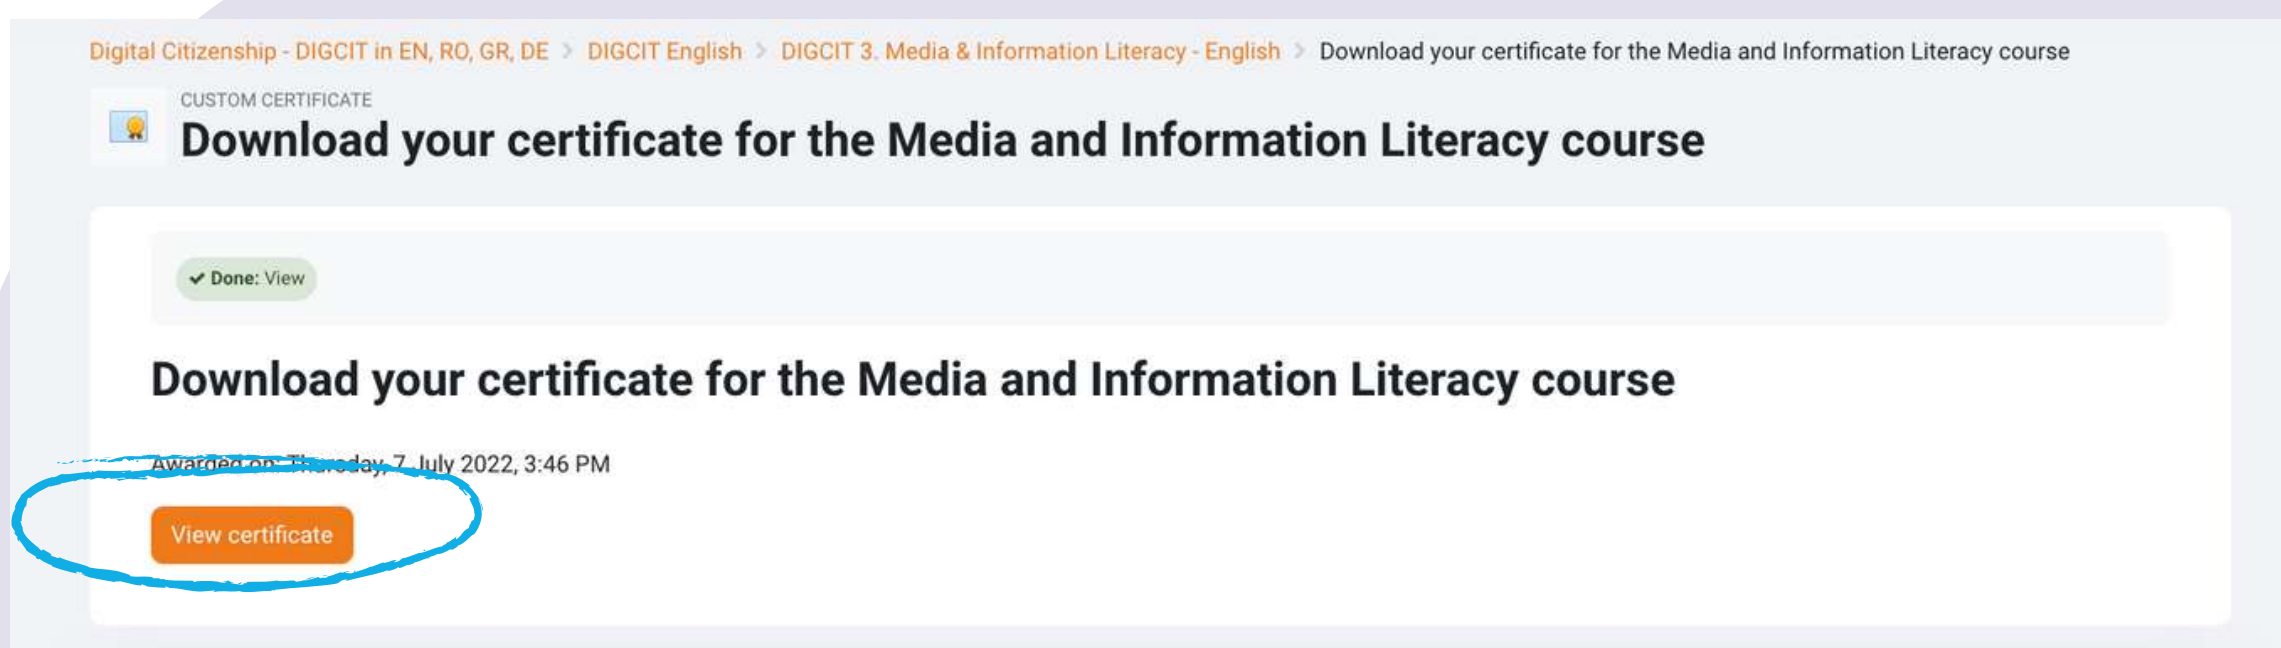 Digital Citizenship - DIGCIT in EN, RO, GR, DE > DIGCIT English > DIGCIT 3. Media & Information Literacy - English > Download your certificate for the Media and Information Literacy course
CUSTOM CERTIFICATE
Download your certificate for the Media and Information Literacy course
✔ Done: View
Download your certificate for the Media and Information Literacy course
Awarded on: Thursday, 7 July 2022, 3:46 PM
View certificate